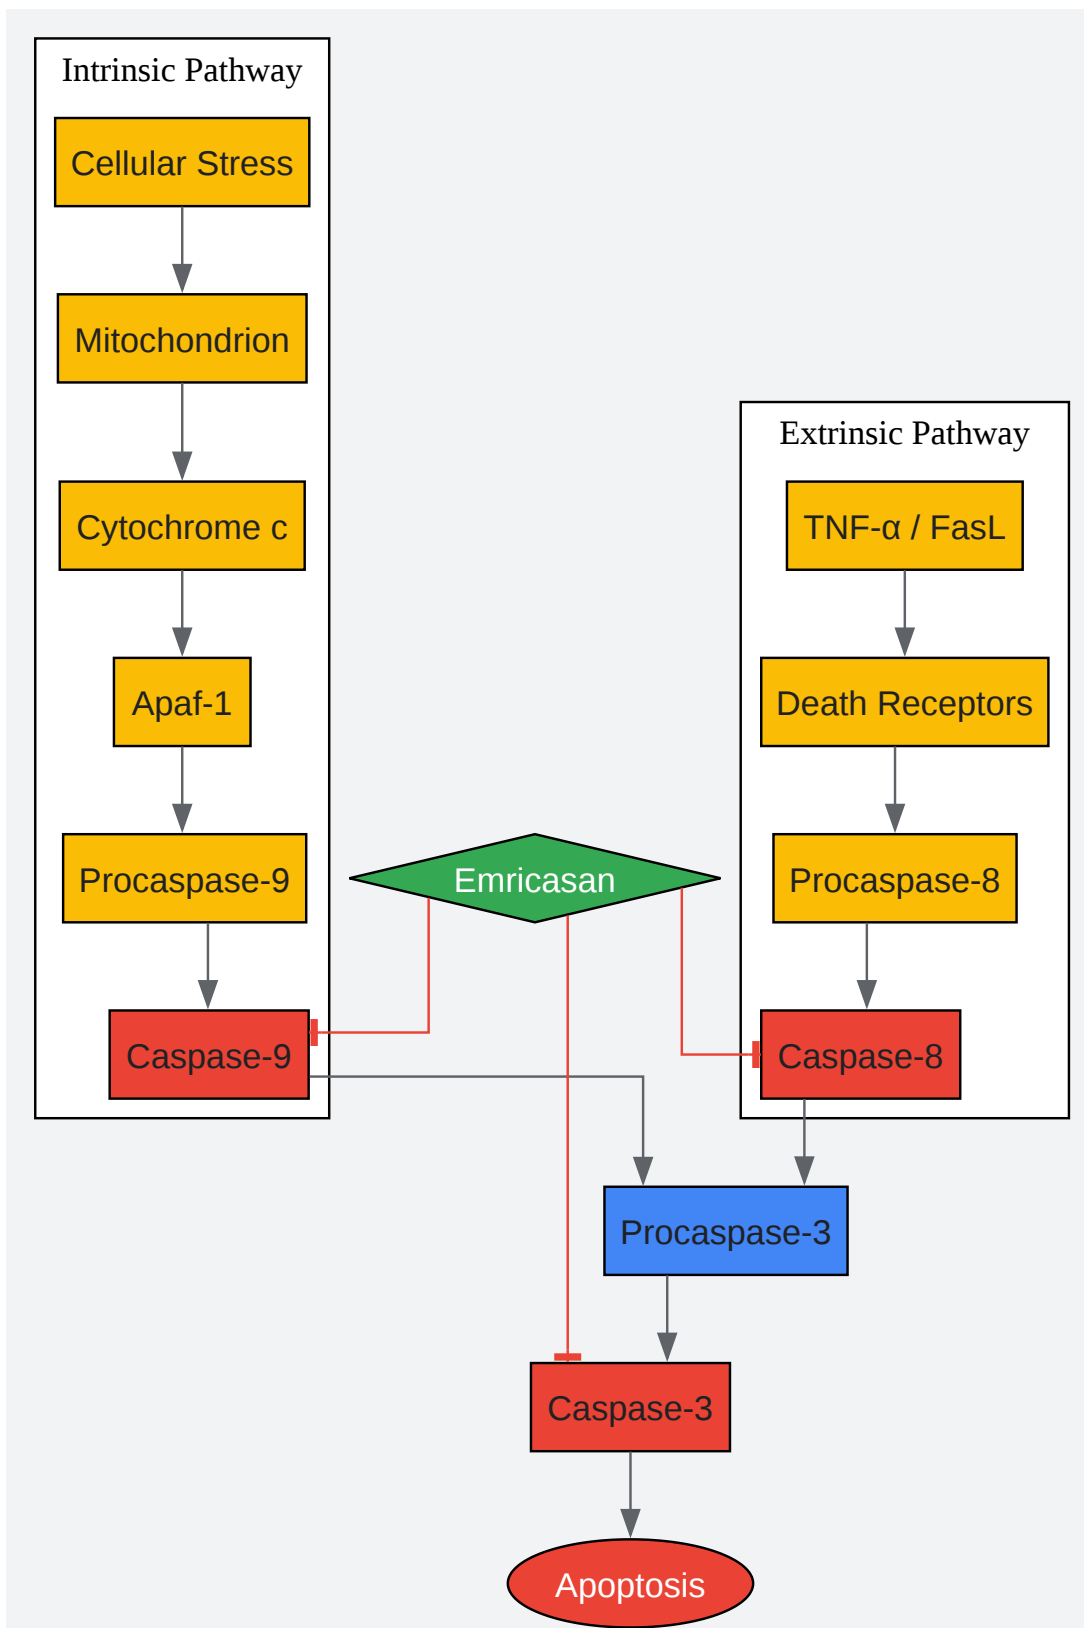 Intrinsic Pathway
Cellular Stress
Mitochondrion
Cytochrome c
Apaf-1
Procaspase-9
Caspase-9
Extrinsic Pathway
TNF-α / FasL
Death Receptors
Procaspase-8
Caspase-8
Emricasan
Procaspase-3
Caspase-3
Apoptosis